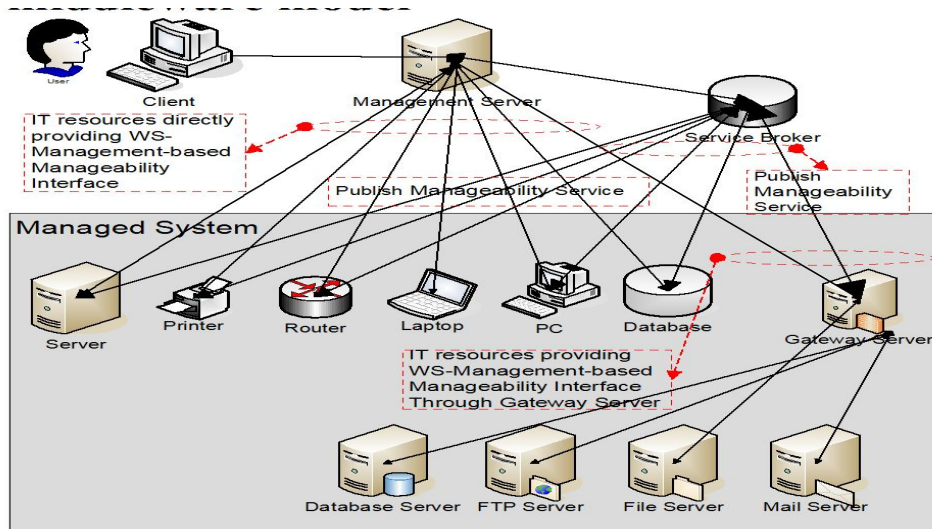 middleware model
User
Client
Management Server
Service Broker
IT resources directly
providing WS-
Management-based
Manageability
Interface
Publish Manageability Service
Publish
Manageability
Service
Managed System
Server
Printer
Router
Laptop
PC
Database
Gateway Server
IT resources providing
WS-Management-based
Manageability Interface
Through Gateway Server
Database Server
FTP Server
File Server
Mail Server